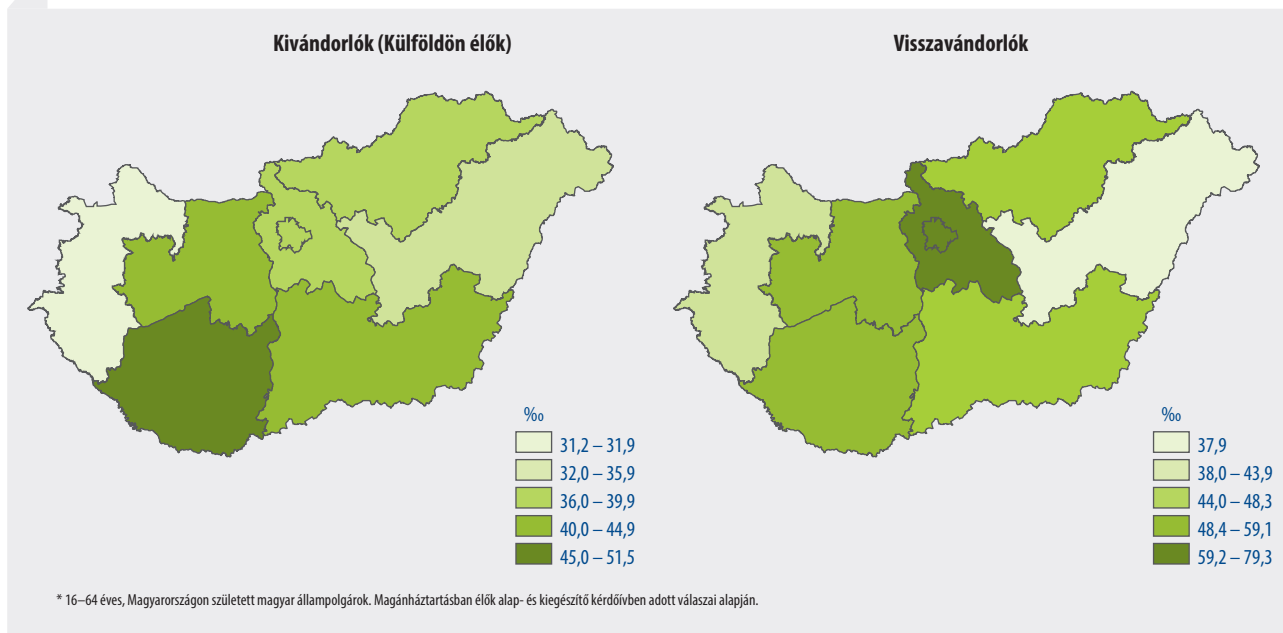 Kivándorlók (Külföldön élők)
Visszavándorlók
‰
31,2 – 31,9
32,0 – 35,9
36,0 – 39,9
40,0 – 44,9
45,0 – 51,5
‰
37,9
38,0 – 43,9
44,0 – 48,3
48,4 – 59,1
59,2 – 79,3
* 16–64 éves, Magyarországon született magyar állampolgárok. Magánháztartásban élők alap- és kiegészítő kérdőívben adott válaszai alapján.